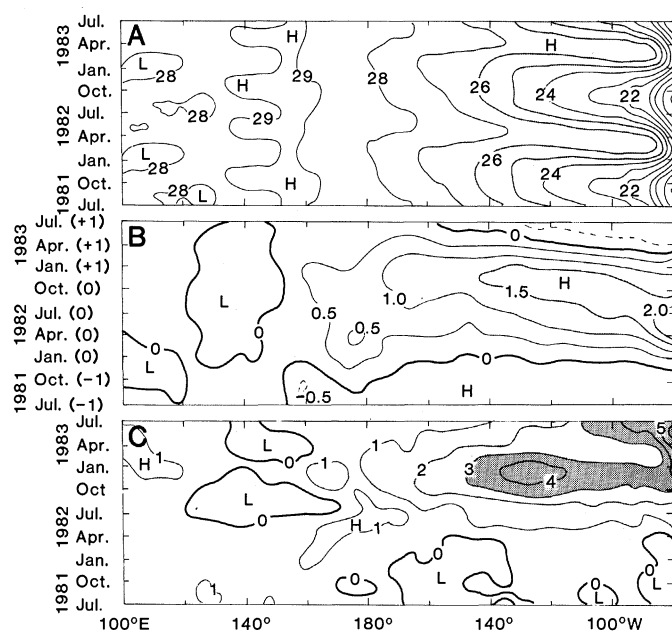 A
1983
Jul.
Apr.
Jan.
Oct.
1982
Jul.
Apr.
Jan.
1981
Oct.
Jul.
L
28
H
29
28
H
26
24
22
28
H
29
L
28
28
L
H
26
24
22
B
1983
Jul. (+1)
Apr. (+1)
Jan. (+1)
Oct. (0)
1982
Jul. (0)
Apr. (0)
Jan. (0)
1981
Oct. (-1)
Jul. (-1)
0
H
1.0
1.5
L
0.5
2.0
0.5
0
0
L
0
-0.5
H
C
1983
Jul.
Apr.
Jan.
Oct
1982
Jul.
Apr.
Jan.
1981
Oct.
Jul.
5
L
1
1
H
0
1
2
3
4
L
0
H
1
0
0
L
L
0
1
0
L
100°E
140°
180°
140°
100°W